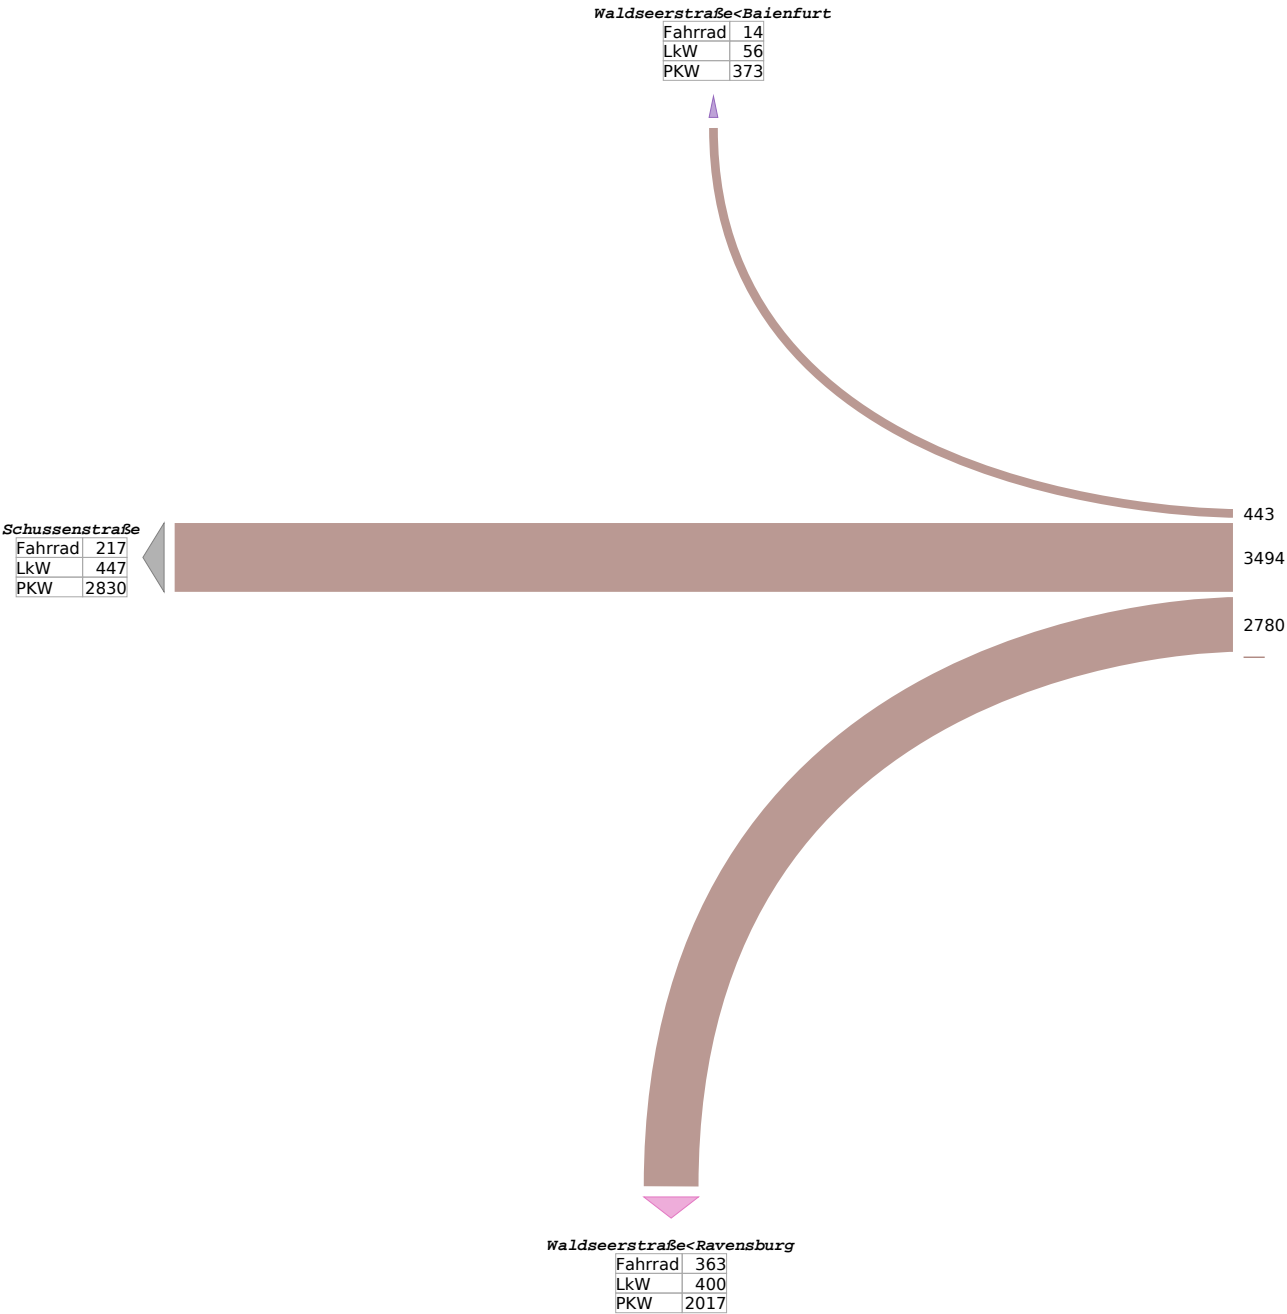 Waldseerstraße<Baienfurt
Fahrrad 14
LkW 56
PKW 373
443
Schussenstraße
Fahrrad 217
LkW 447
PKW 2830
3494
2780
Waldseerstraße<Ravensburg
Fahrrad 363
LkW 400
PKW 2017